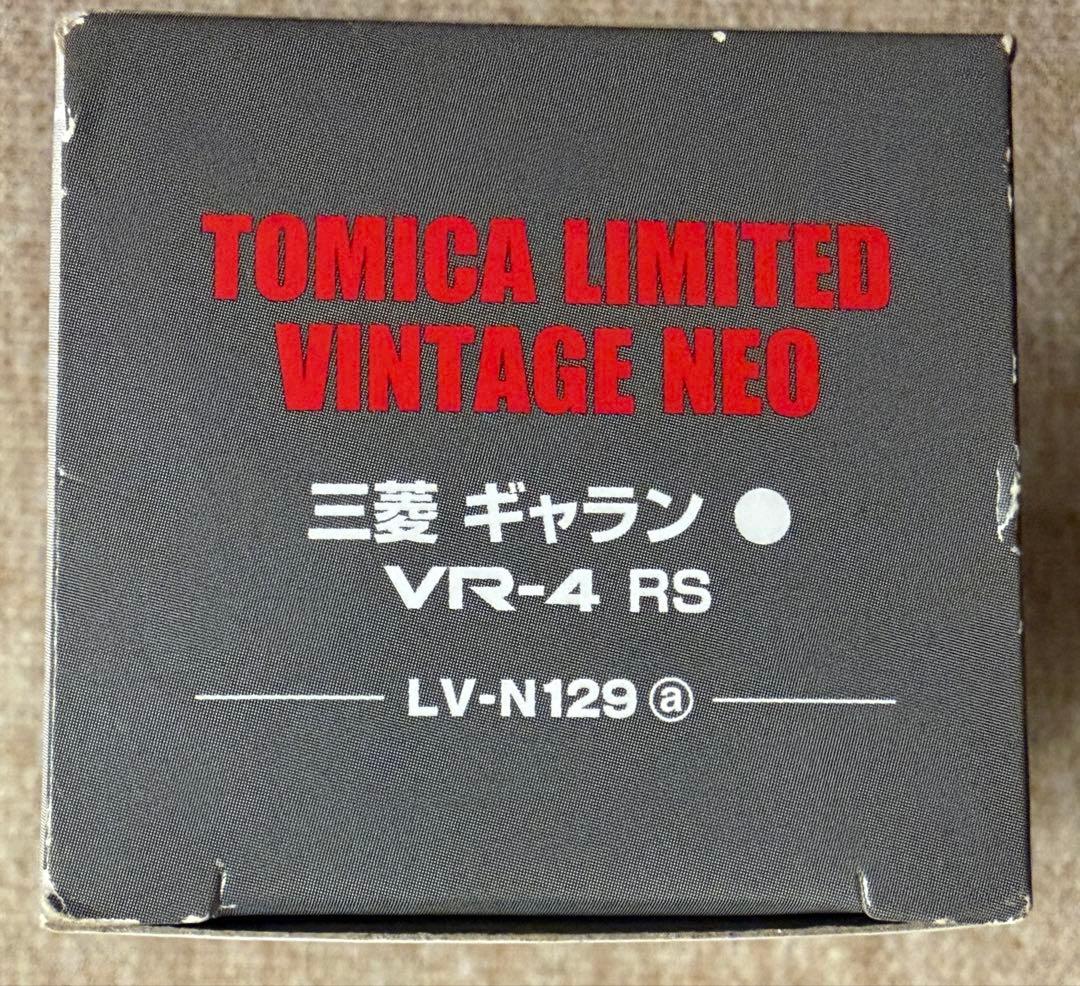 TOMICA LIMITED
VINTAGE NEO
三菱 ギャラン
VR-4 RS
LV-N129 ⓐ